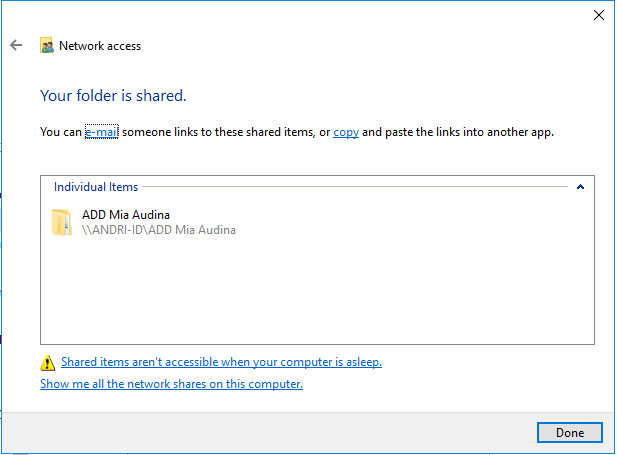 Network access
Your folder is shared.
You can e-mail someone links to these shared items, or copy and paste the links into another app.
Individual Items
ADD Mia Audina
\\ANDRI-ID\ADD Mia Audina
Shared items aren't accessible when your computer is asleep.
Show me all the network shares on this computer.
Done